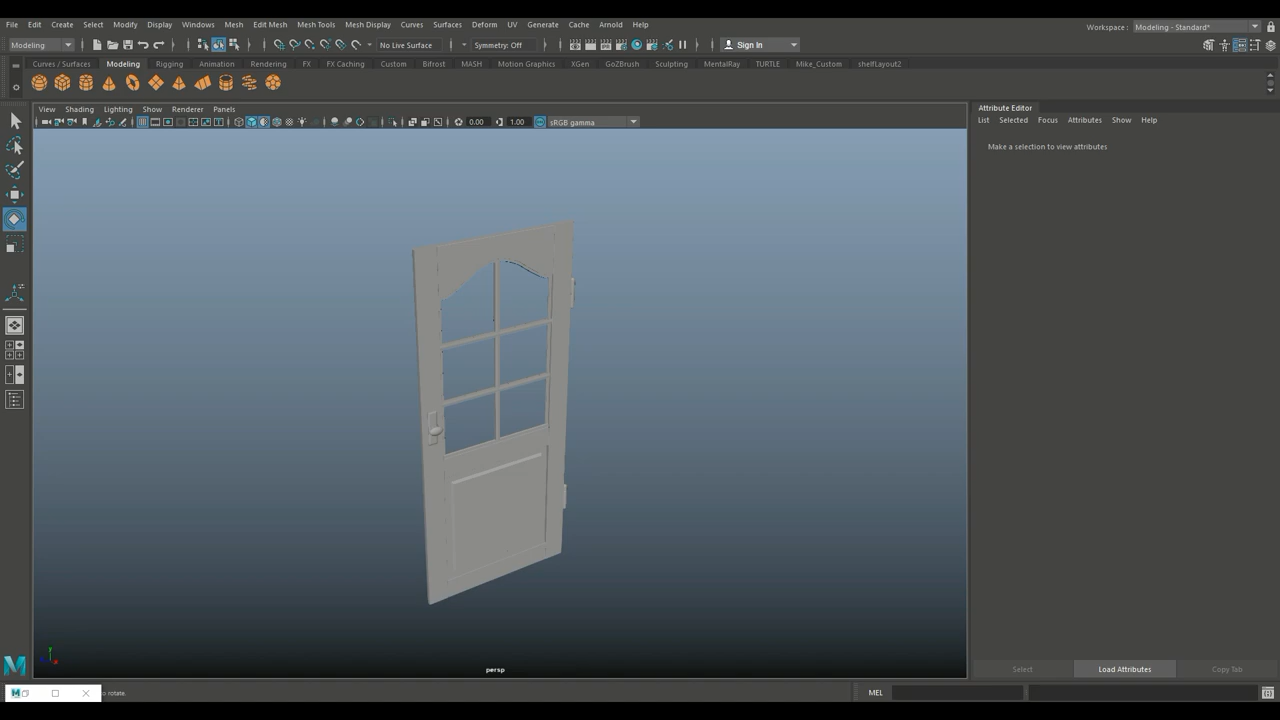 File Edit Create Select Modify Display Windows Mesh Edit Mesh Mesh Tools Mesh Display Curves Surfaces Deform UV Generate Cache Arnold Help
Workspace : Modeling - Standard*
Modeling No Live Surface Symmetry: Off Sign In
Curves / Surfaces Modeling Rigging Animation Rendering FX FX Caching Custom Bifrost MASH Motion Graphics XGen GoZBrush Sculpting MentalRay TURTLE Mike_Custom shelfLayout2
View Shading Lighting Show Renderer Panels
0.00 1.00 sRGB gamma
Attribute Editor
List Selected Focus Attributes Show Help
Make a selection to view attributes
y
x
persp
Select Load Attributes Copy Tab
to rotate.
MEL